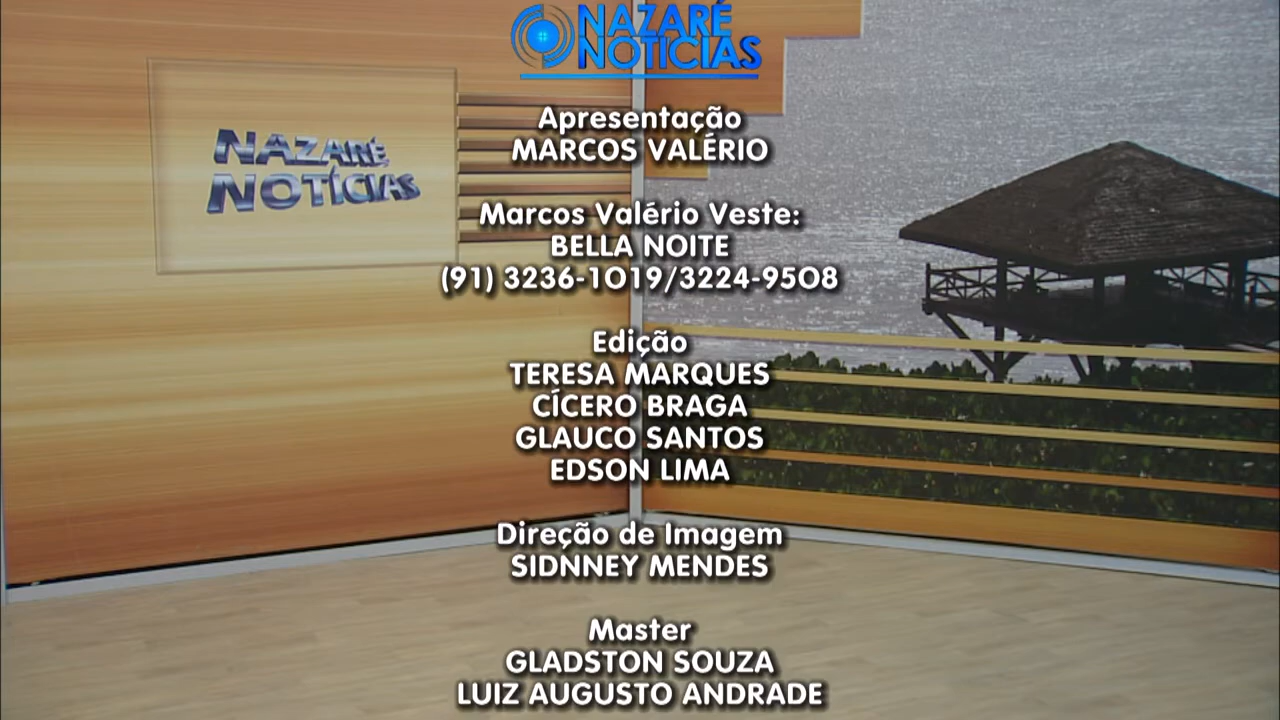 NAZARÉ
NOTÍCIAS
NAZARÉ
NOTÍCIAS
Apresentação
MARCOS VALÉRIO
Marcos Valério Veste:
BELLA NOITE
(91) 3236-1019/3224-9508
Edição
TERESA MARQUES
CÍCERO BRAGA
GLAUCO SANTOS
EDSON LIMA
Direção de Imagem
SIDNNEY MENDES
Master
GLADSTON SOUZA
LUIZ AUGUSTO ANDRADE